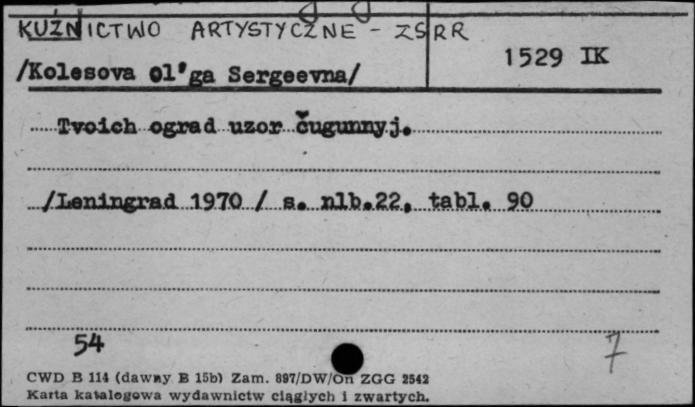 KUŹNICTWO ARTYSTYCZNE - ZSRR
1529 IK
/Kolesova Ol'ga Sergeevna/
Tvoich ograd uzor čugunnyj.
/Leningrad 1970 / s. nlb.22, tabl. 90
54
7
CWD B 114 (dawny B 15b) Zam. 897/DW/On ZGG 2542
Karta katalogowa wydawnictw ciągłych i zwartych.